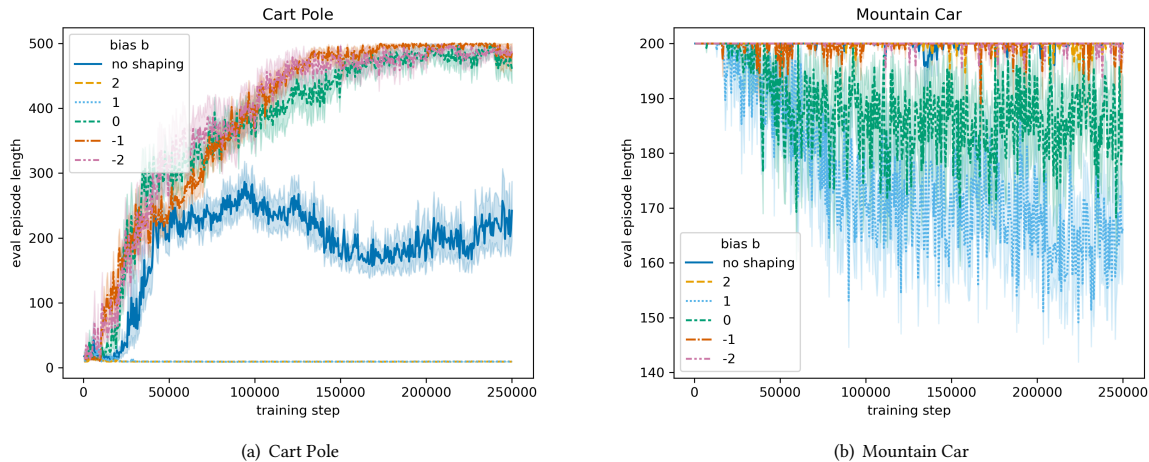 Cart Pole
500
400
300
200
100
0
eval episode length
bias b
no shaping
2
1
0
-1
-2
0
50000
100000
150000
200000
250000
training step
(a) Cart Pole
Mountain Car
200
190
180
170
160
150
140
eval episode length
bias b
no shaping
2
1
0
-1
-2
0
50000
100000
150000
200000
250000
training step
(b) Mountain Car